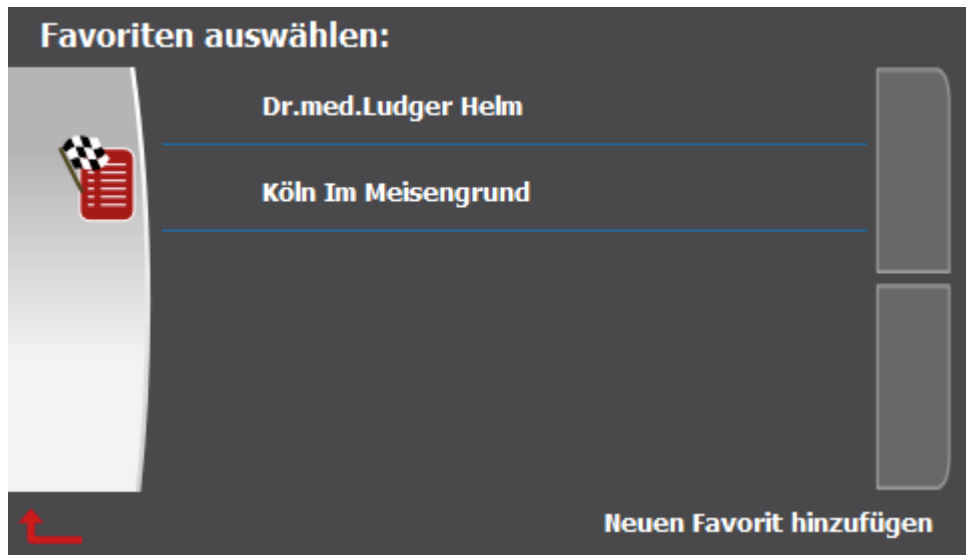 Favoriten auswählen:
Dr.med.Ludger Helm
Köln Im Meisengrund
Neuen Favorit hinzufügen